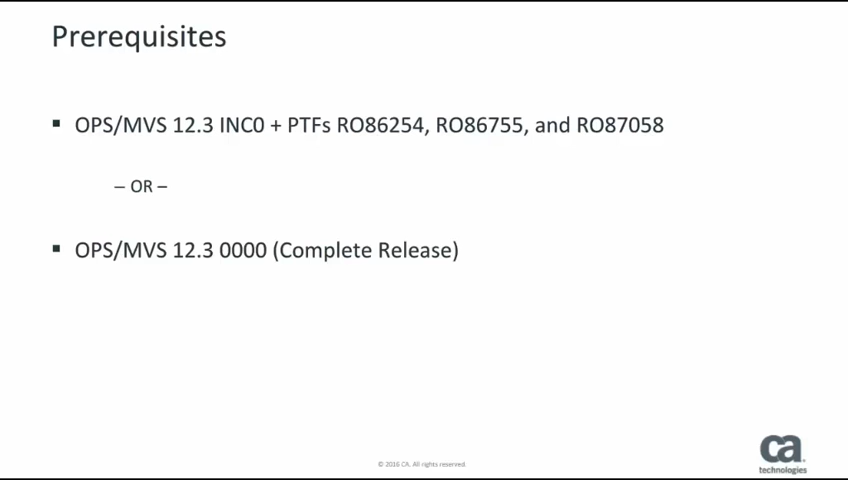 Prerequisites
▪ OPS/MVS 12.3 INC0 + PTFs RO86254, RO86755, and RO87058
– OR –
▪ OPS/MVS 12.3 0000 (Complete Release)
© 2016 CA. All rights reserved.
ca
technologies